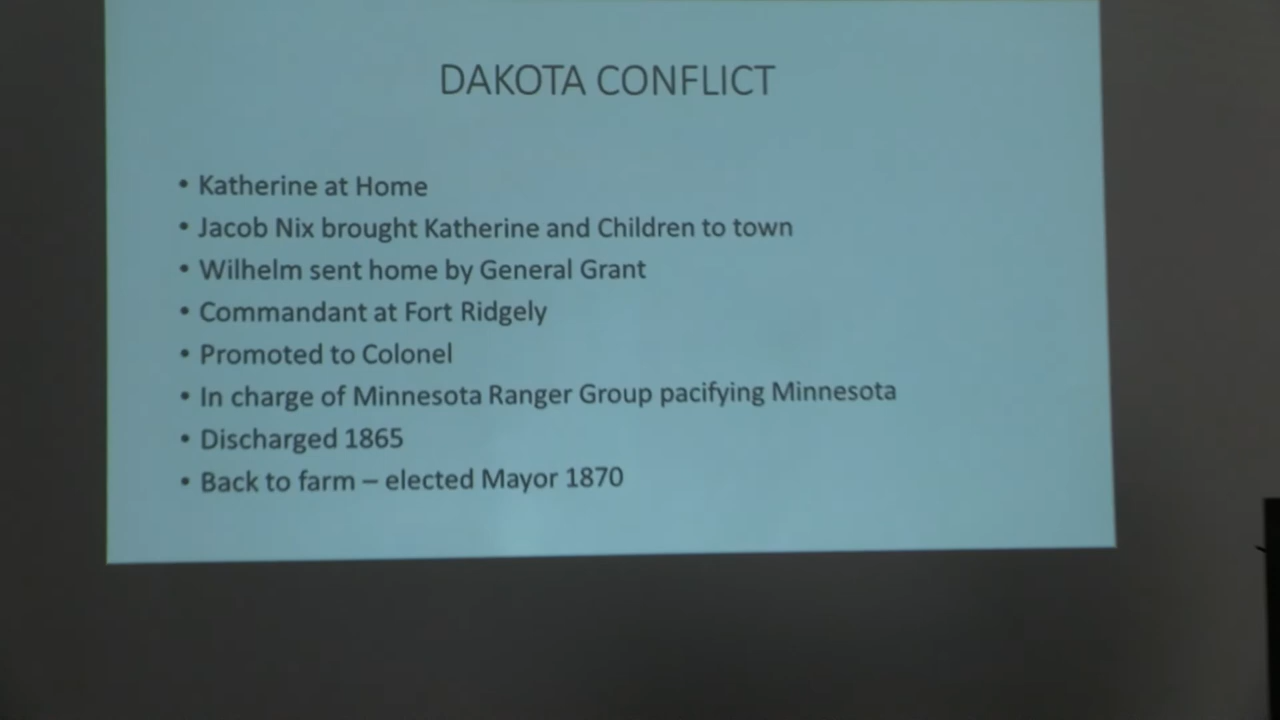 DAKOTA CONFLICT
• Katherine at Home
• Jacob Nix brought Katherine and Children to town
• Wilhelm sent home by General Grant
• Commandant at Fort Ridgely
• Promoted to Colonel
• In charge of Minnesota Ranger Group pacifying Minnesota
• Discharged 1865
• Back to farm – elected Mayor 1870